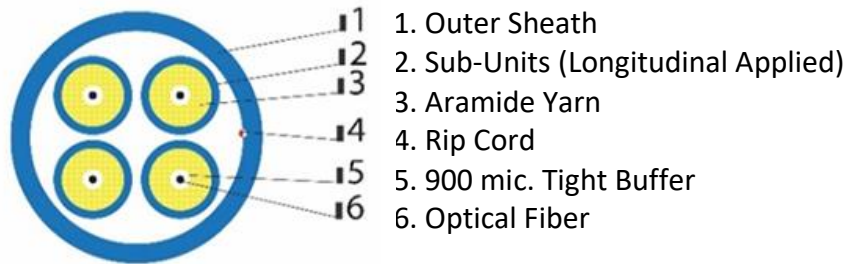 1
2
3
4
5
6
1. Outer Sheath
2. Sub-Units (Longitudinal Applied)
3. Aramide Yarn
4. Rip Cord
5. 900 mic. Tight Buffer
6. Optical Fiber